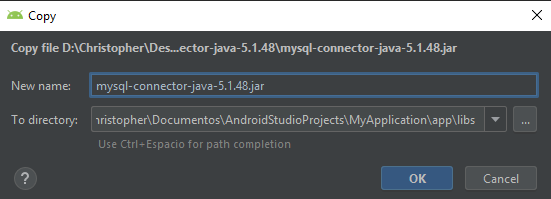 Copy
Copy file D:\Christopher\Des...ector-java-5.1.48\mysql-connector-java-5.1.48.jar
New name: mysql-connector-java-5.1.48.jar
To directory: ristopher\Documentos\AndroidStudioProjects\MyApplication\app\libs ...
Use Ctrl+Espacio for path completion
? OK Cancel